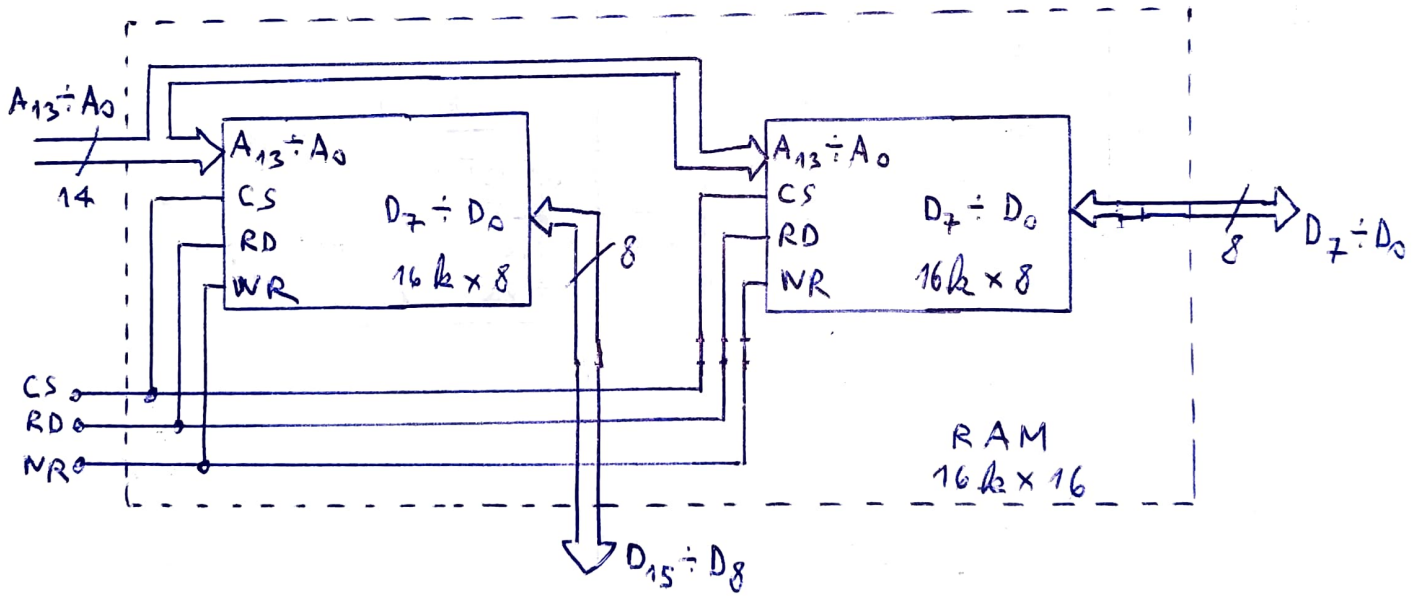 A13÷A0
14
A13÷A0
CS
RD
WR
D7÷D0
16k×8
8
A13÷A0
CS
RD
WR
D7÷D0
16k×8
8
D7÷D0
CS
RD
WR
RAM
16k×16
D15÷D8